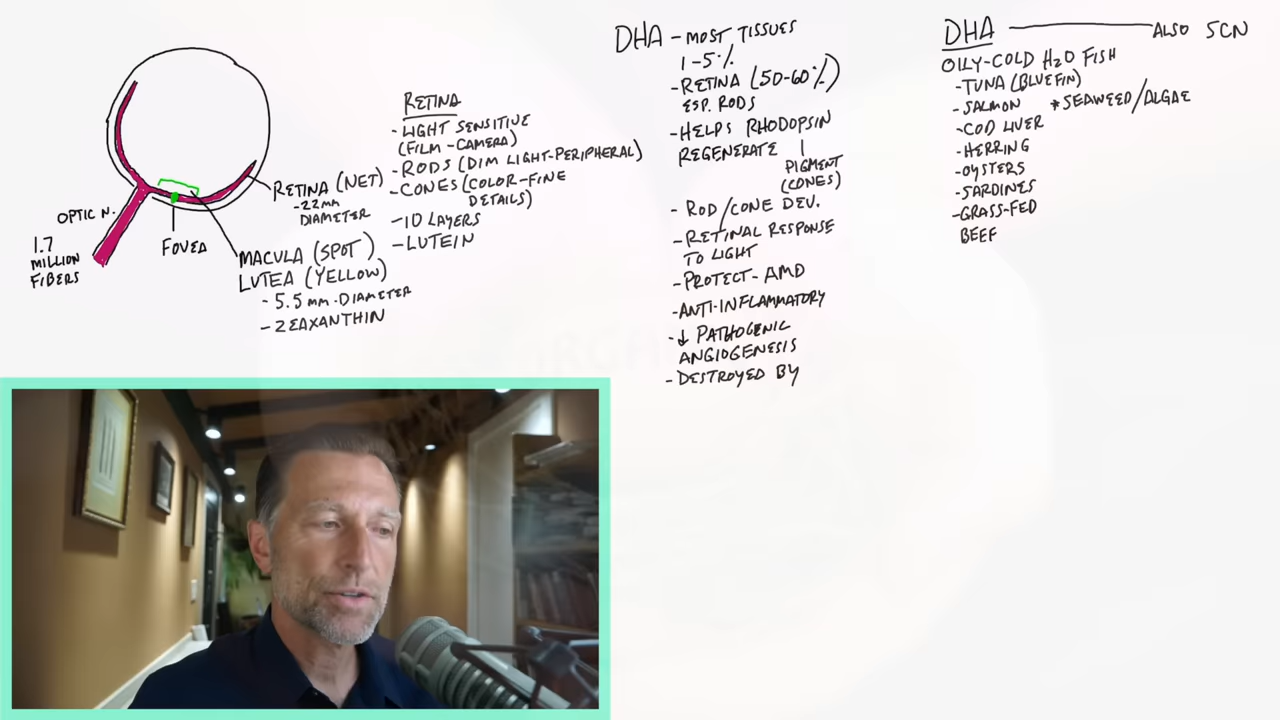 OPTIC N.
1.7
MILLION
FIBERS
FOVEA
RETINA (NET)
-22mm
DIAMETER
MACULA (SPOT)
LUTEA (YELLOW)
- 5.5 mm. DIAMETER
- ZEAXANTHIN
RETINA
- LIGHT SENSITIVE
(FILM-CAMERA)
- RODS (DIM LIGHT-PERIPHERAL)
- CONES (COLOR-FINE
DETAILS)
- 10 LAYERS
- LUTEIN
DHA - MOST TISSUES
1-5%
- RETINA (50-60%)
ESP. RODS
- HELPS RHODOPSIN
REGENERATE
PIGMENT
(CONES)
- ROD/CONE DEV.
- RETINAL RESPONSE
TO LIGHT
- PROTECT - AMD
- ANTI-INFLAMMATORY
- ↓ PATHOGENIC
ANGIOGENESIS
- DESTROYED BY
DHA ALSO SCN
OILY-COLD H2O FISH
- TUNA (BLUEFIN)
- SALMON *SEAWEED/ALGAE
- COD LIVER
- HERRING
- OYSTERS
- SARDINES
- GRASS-FED
BEEF